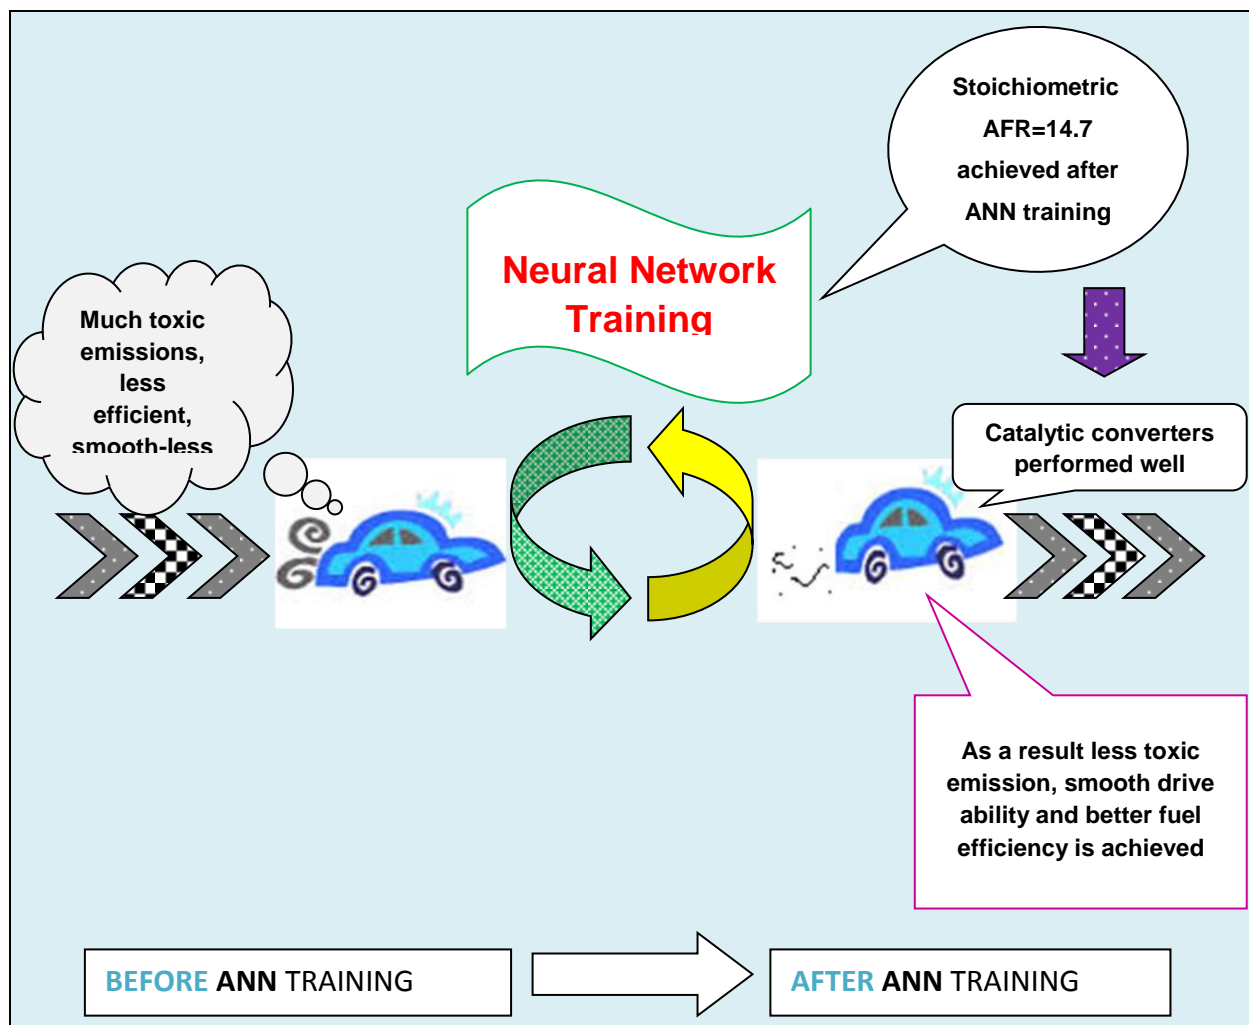 Stoichiometric
AFR=14.7
achieved after
ANN training
Neural Network
Training
Much toxic
emissions,
less
efficient,
smooth-less
Catalytic converters
performed well
As a result less toxic
emission, smooth drive
ability and better fuel
efficiency is achieved
BEFORE ANN TRAINING
AFTER ANN TRAINING